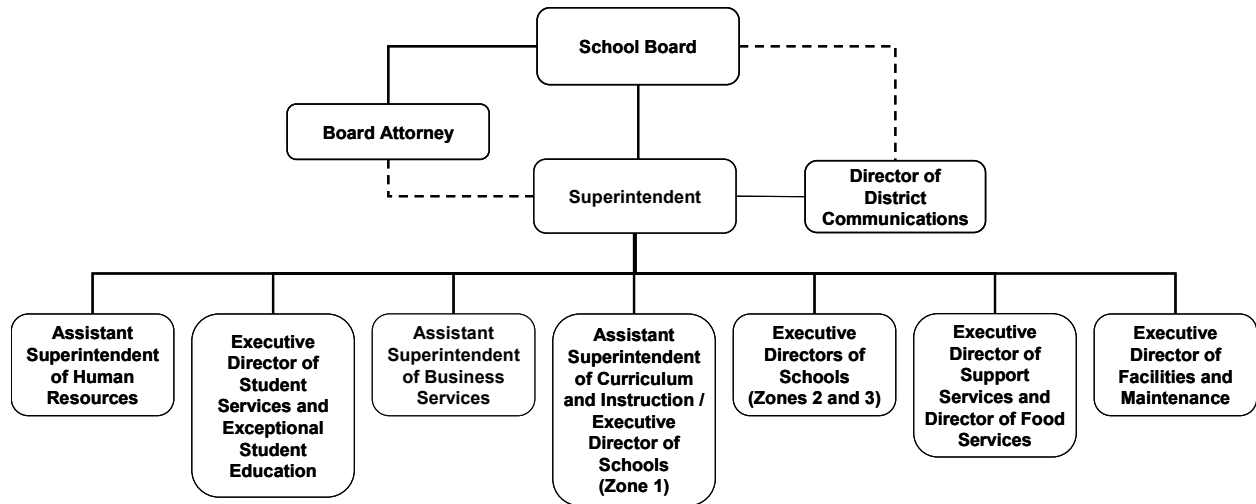 School Board
Board Attorney
Superintendent
Director of
District
Communications
Assistant
Superintendent
of Human
Resources
Executive
Director of
Student
Services and
Exceptional
Student
Education
Assistant
Superintendent
of Business
Services
Assistant
Superintendent
of Curriculum
and Instruction /
Executive
Director of
Schools
(Zone 1)
Executive
Directors of
Schools
(Zones 2 and 3)
Executive
Director of
Support
Services and
Director of Food
Services
Executive
Director of
Facilities and
Maintenance